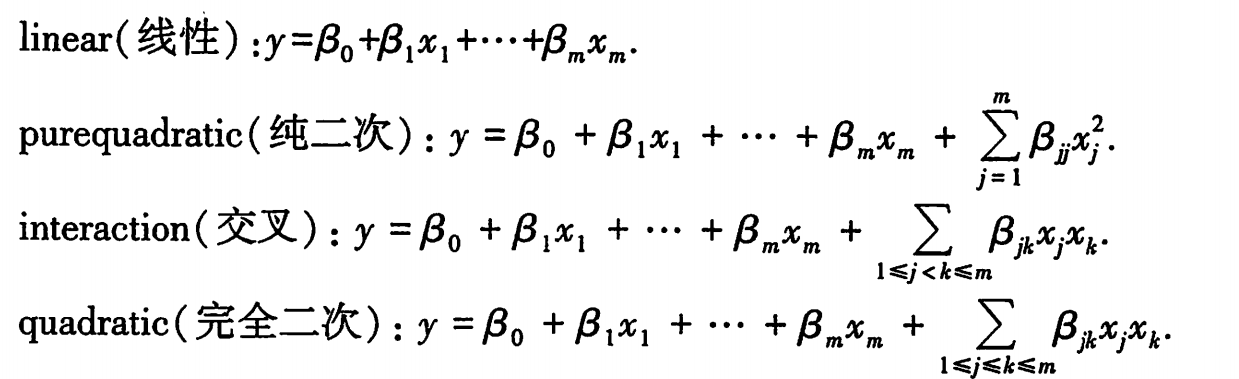 linear(线性):y=β₀+β₁x₁+⋯+βₘxₘ.
purequadratic(纯二次): y = β₀ + β₁x₁ + ⋯ + βₘxₘ + ∑_{j=1}^{m} β_{jj}x_j^2.
interaction(交叉): y = β₀ + β₁x₁ + ⋯ + βₘxₘ + ∑_{1≤j<k≤m} β_{jk}x_jx_k.
quadratic(完全二次): y = β₀ + β₁x₁ + ⋯ + βₘxₘ + ∑_{1≤j≤k≤m} β_{jk}x_jx_k.